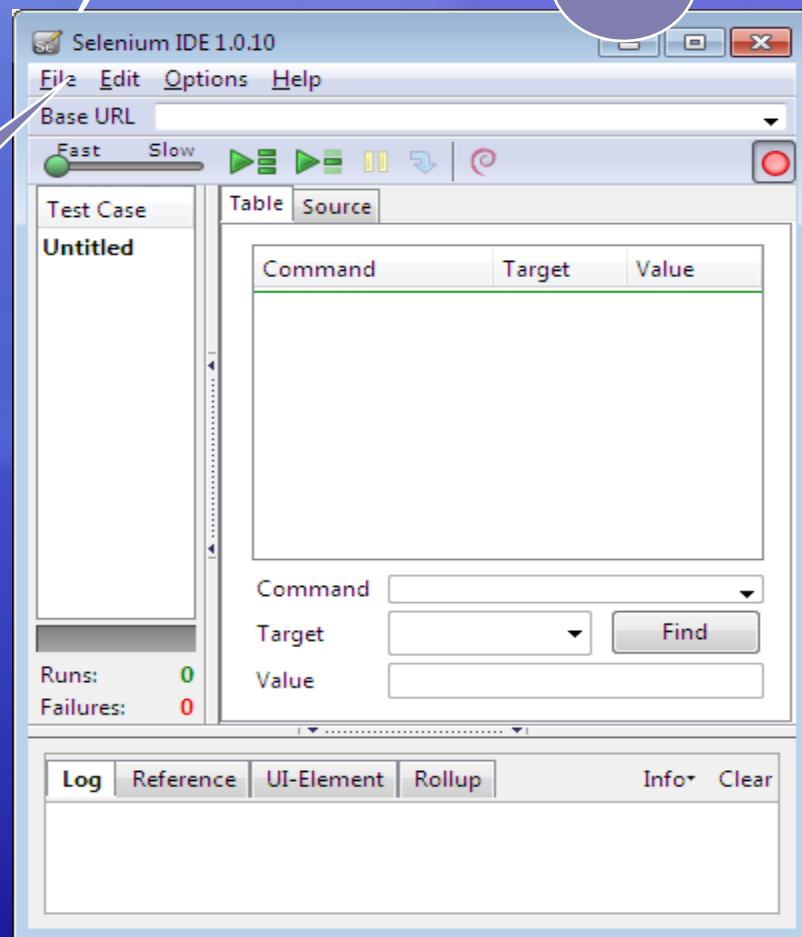 Se Selenium IDE 1.0.10
File Edit Options Help
Base URL
Fast Slow
Test Case
Table Source
Untitled
Command Target Value
Command
Target Find
Value
Runs: 0
Failures: 0
Log Reference UI-Element Rollup Info Clear